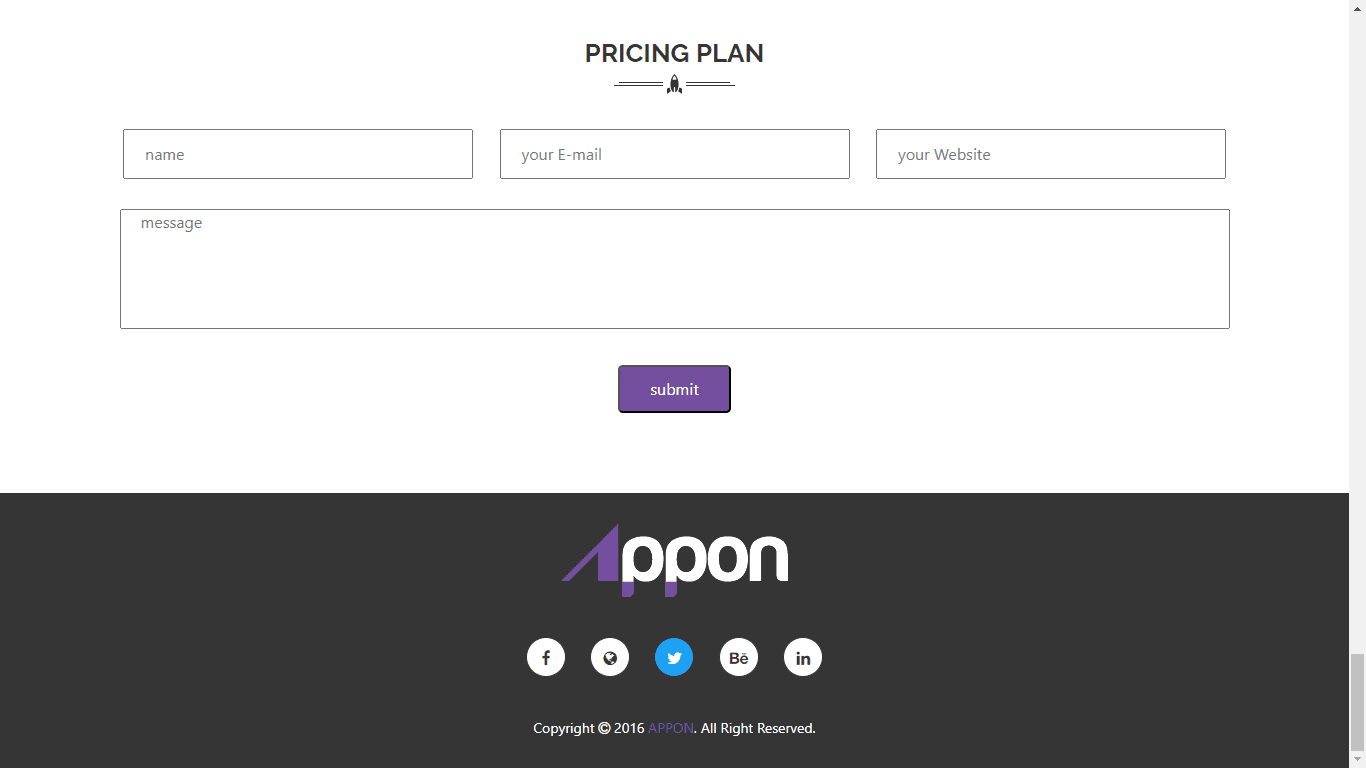 PRICING PLAN
name
your E-mail
your Website
message
submit
Appon
Bē
in
Copyright © 2016 APPON. All Right Reserved.